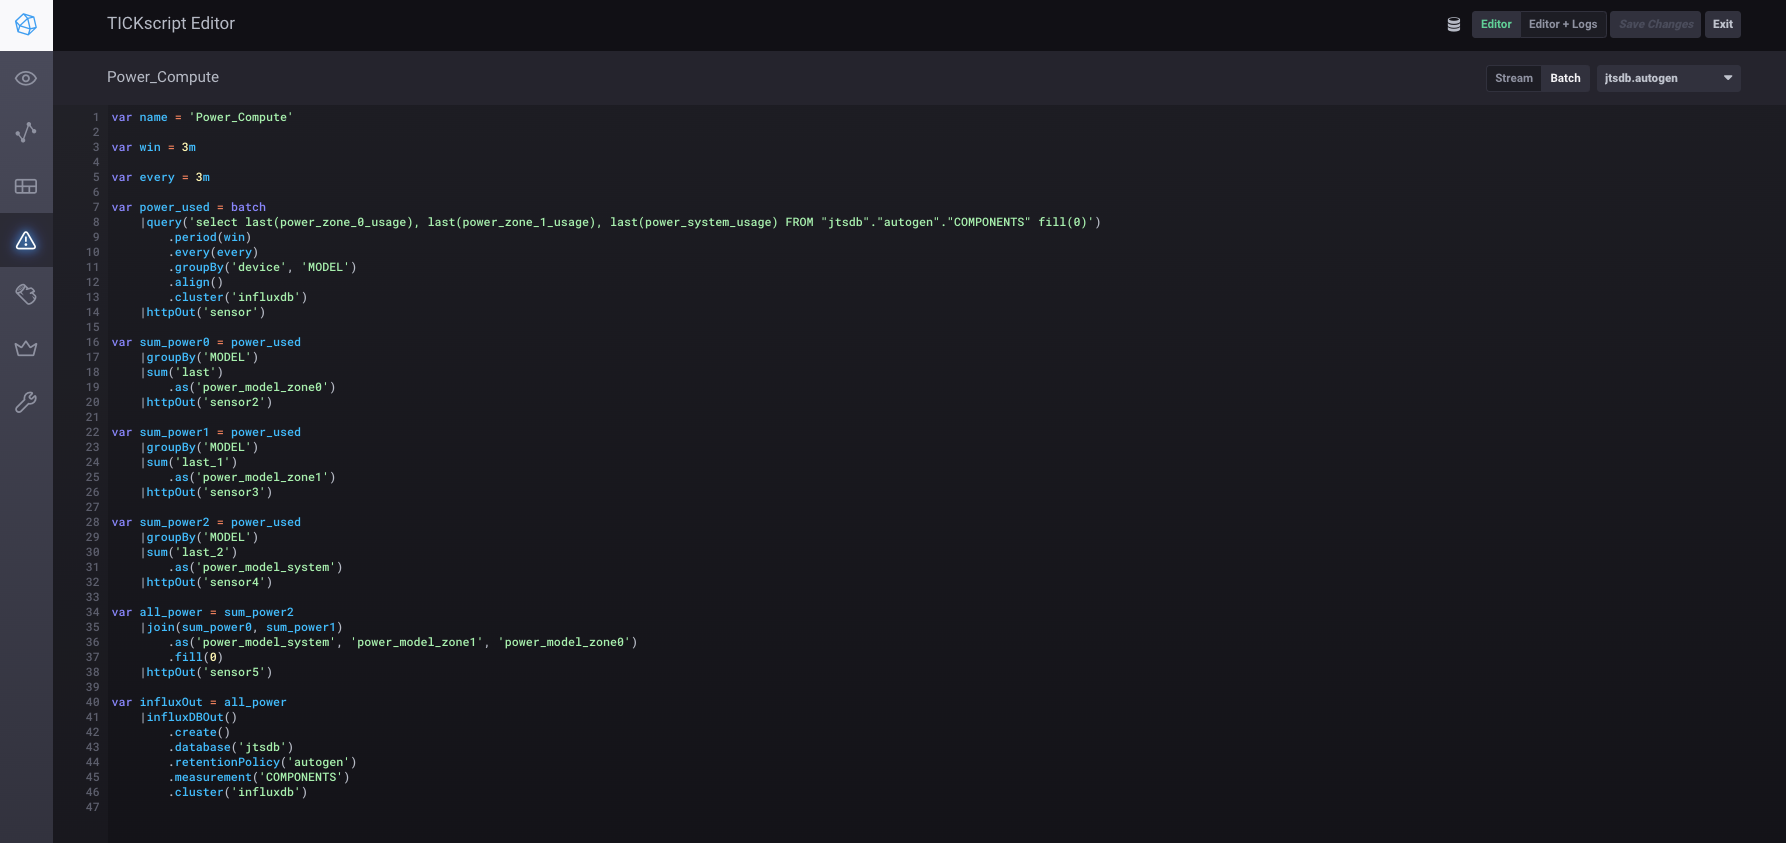 TICKscript Editor
Editor
Editor + Logs
Save Changes
Exit
Power_Compute
Stream
Batch
jtsdb.autogen
1 var name = 'Power_Compute'
2
3 var win = 3m
4
5 var every = 3m
6
7 var power_used = batch
8     |query('select last(power_zone_0_usage), last(power_zone_1_usage), last(power_system_usage) FROM "jtsdb"."autogen"."COMPONENTS" fill(0)')
9         .period(win)
10         .every(every)
11         .groupBy('device', 'MODEL')
12         .align()
13         .cluster('influxdb')
14     |httpOut('sensor')
15
16 var sum_power0 = power_used
17     |groupBy('MODEL')
18     |sum('last')
19         .as('power_model_zone0')
20     |httpOut('sensor2')
21
22 var sum_power1 = power_used
23     |groupBy('MODEL')
24     |sum('last_1')
25         .as('power_model_zone1')
26     |httpOut('sensor3')
27
28 var sum_power2 = power_used
29     |groupBy('MODEL')
30     |sum('last_2')
31         .as('power_model_system')
32     |httpOut('sensor4')
33
34 var all_power = sum_power2
35     |join(sum_power0, sum_power1)
36         .as('power_model_system', 'power_model_zone1', 'power_model_zone0')
37         .fill(0)
38     |httpOut('sensor5')
39
40 var influxOut = all_power
41     |influxDBOut()
42         .create()
43         .database('jtsdb')
44         .retentionPolicy('autogen')
45         .measurement('COMPONENTS')
46         .cluster('influxdb')
47